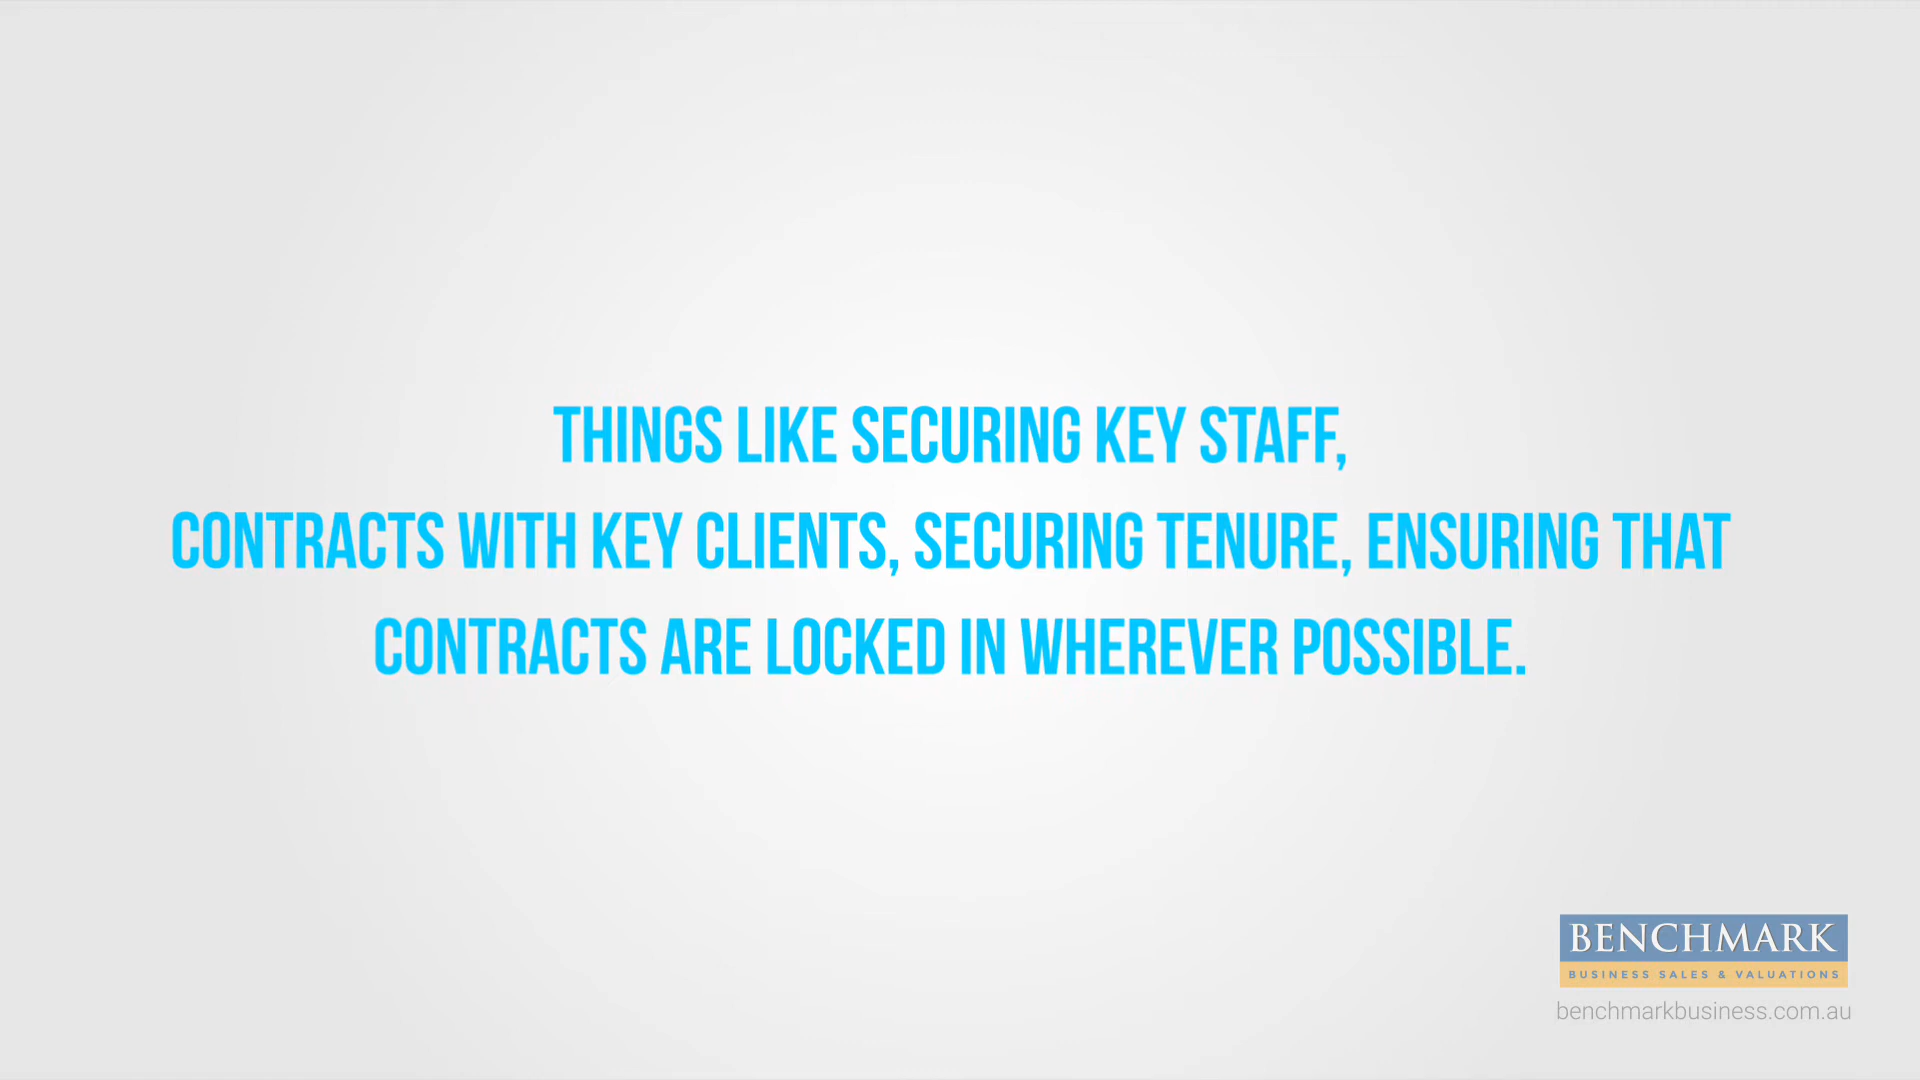 THINGS LIKE SECURING KEY STAFF,
CONTRACTS WITH KEY CLIENTS, SECURING TENURE, ENSURING THAT
CONTRACTS ARE LOCKED IN WHEREVER POSSIBLE.
BENCHMARK
BUSINESS SALES & VALUATIONS
benchmarkbusiness.com.au